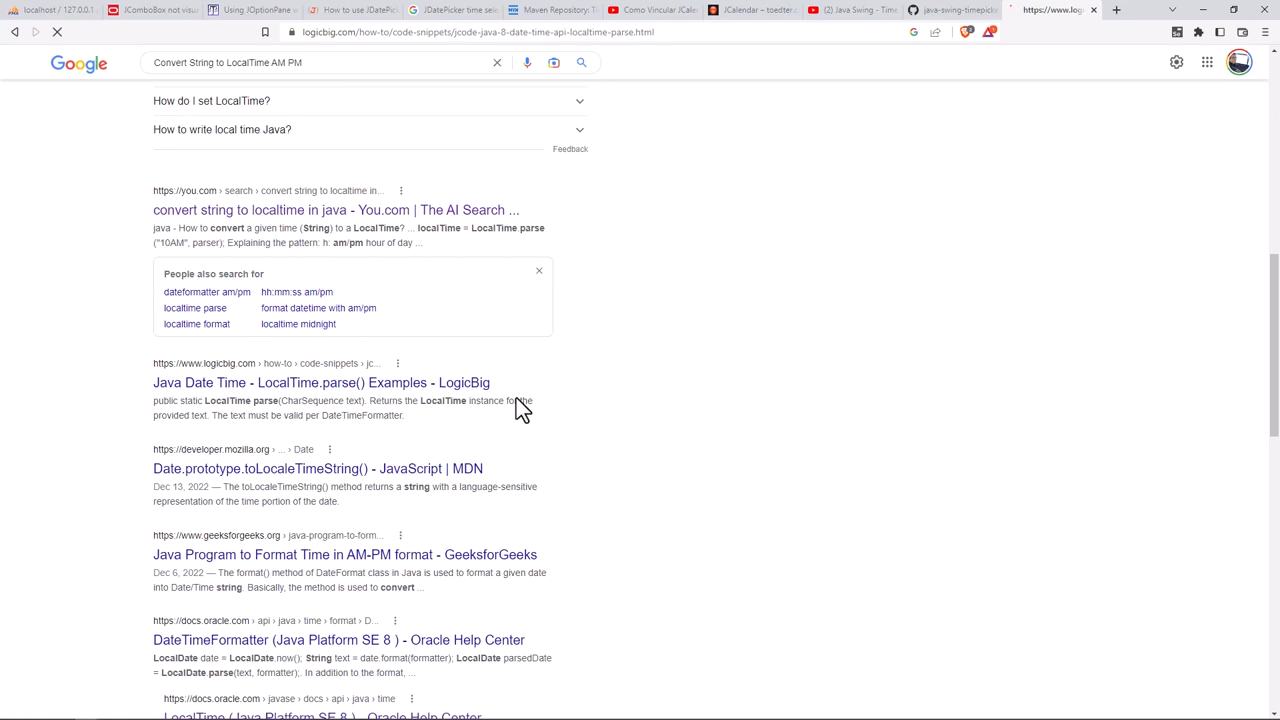 localhost / 127.0.0.1
JComboBox not visu
Using JOptionPane w
How to use JDatePic
JDatePicker time sele
Maven Repository:
Como Vincular JCale
JCalendar – toedter.c
(2) Java Swing - Time
java-swing-timepick
https://www.logi
logicbig.com/how-to/code-snippets/jcode-java-8-date-time-api-localtime-parse.html
Google
Convert String to LocalTime AM PM
How do I set LocalTime?
How to write local time Java?
Feedback
https://you.com › search › convert string to localtime in...
convert string to localtime in java - You.com | The AI Search ...
java - How to convert a given time (String) to a LocalTime? ... localTime = LocalTime.parse
("10AM", parser); Explaining the pattern: h: am/pm hour of day ...
People also search for
dateformatter am/pm hh:mm:ss am/pm
localtime parse format datetime with am/pm
localtime format localtime midnight
https://www.logicbig.com › how-to › code-snippets › jc...
Java Date Time - LocalTime.parse() Examples - LogicBig
public static LocalTime parse(CharSequence text). Returns the LocalTime instance for the
provided text. The text must be valid per DateTimeFormatter.
https://developer.mozilla.org › ... › Date
Date.prototype.toLocaleTimeString() - JavaScript | MDN
Dec 13, 2022 — The toLocaleTimeString() method returns a string with a language-sensitive
representation of the time portion of the date.
https://www.geeksforgeeks.org › java-program-to-form...
Java Program to Format Time in AM-PM format - GeeksforGeeks
Dec 6, 2022 — The format() method of DateFormat class in Java is used to format a given date
into Date/Time string. Basically, the method is used to convert ...
https://docs.oracle.com › api › java › time › format › D...
DateTimeFormatter (Java Platform SE 8 ) - Oracle Help Center
LocalDate date = LocalDate.now(); String text = date.format(formatter); LocalDate parsedDate
= LocalDate.parse(text, formatter);. In addition to the format, ...
https://docs.oracle.com › javase › docs › api › java › time
LocalTime (Java Platform SE 8 ) - Oracle Help Center